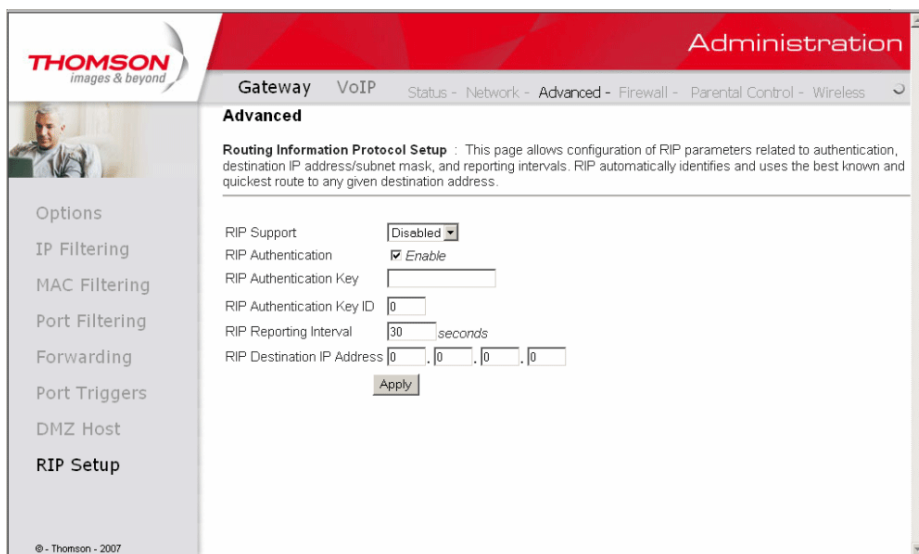 THOMSON
images & beyond
Administration
Gateway VoIP Status - Network - Advanced - Firewall - Parental Control - Wireless
Advanced
Routing Information Protocol Setup : This page allows configuration of RIP parameters related to authentication,
destination IP address/subnet mask, and reporting intervals. RIP automatically identifies and uses the best known and
quickest route to any given destination address.
Options
IP Filtering
MAC Filtering
Port Filtering
Forwarding
Port Triggers
DMZ Host
RIP Setup
RIP Support Disabled
RIP Authentication Enable
RIP Authentication Key
RIP Authentication Key ID 0
RIP Reporting Interval 30 seconds
RIP Destination IP Address 0 . 0 . 0 . 0
Apply
© - Thomson - 2007